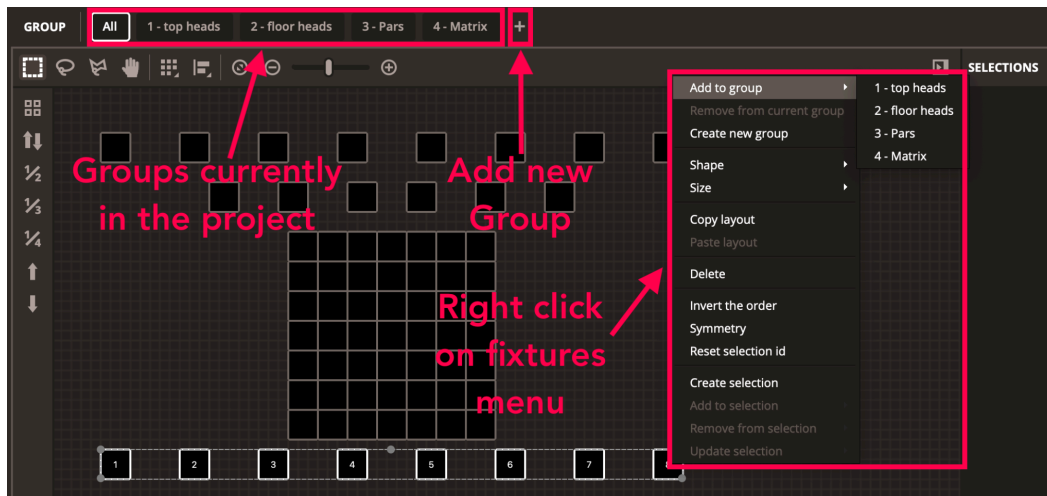 GROUP All 1 - top heads 2 - floor heads 3 - Pars 4 - Matrix +
SELECTIONS
Add to group
Remove from current group
Create new group
Shape
Size
Copy layout
Paste layout
Delete
Invert the order
Symmetry
Reset selection id
Create selection
Add to selection
Remove from selection
Update selection
1 - top heads
2 - floor heads
3 - Pars
4 - Matrix
1/2
1/3
1/4
Groups currently
in the project
Add new
Group
Right click
on fixtures
menu
1 2 3 4 5 6 7 8